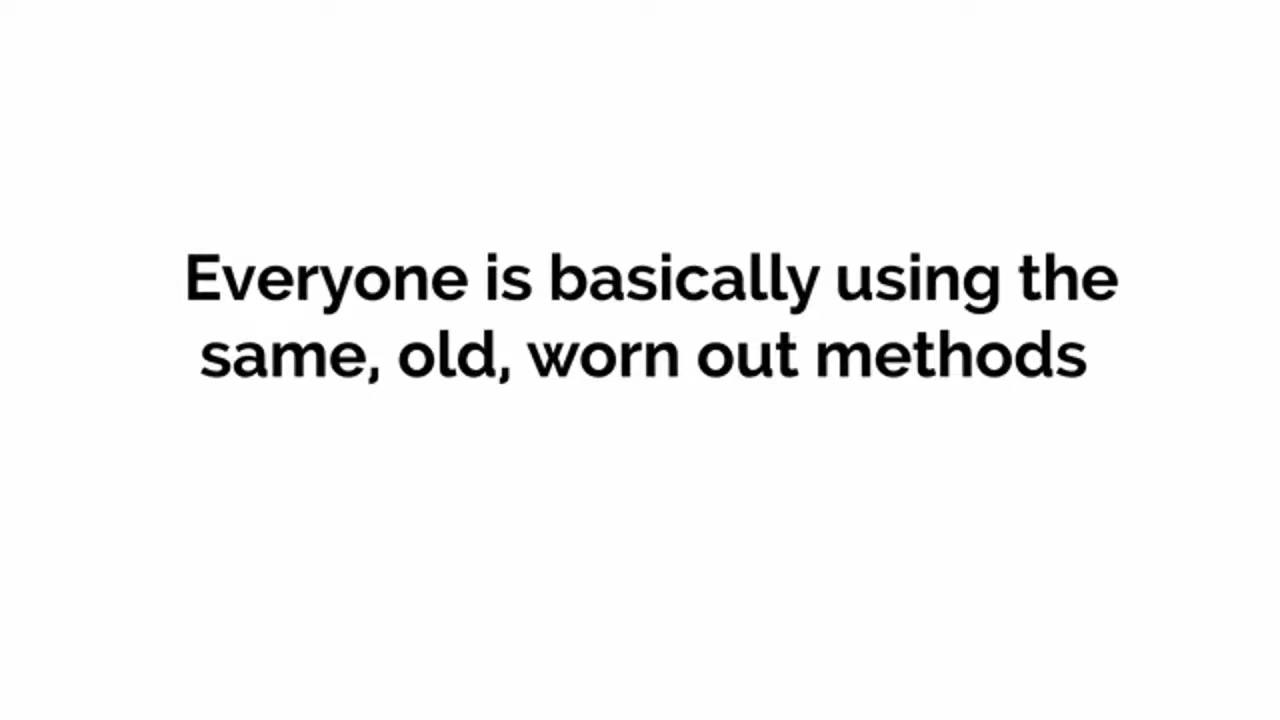 Everyone is basically using the
same, old, worn out methods